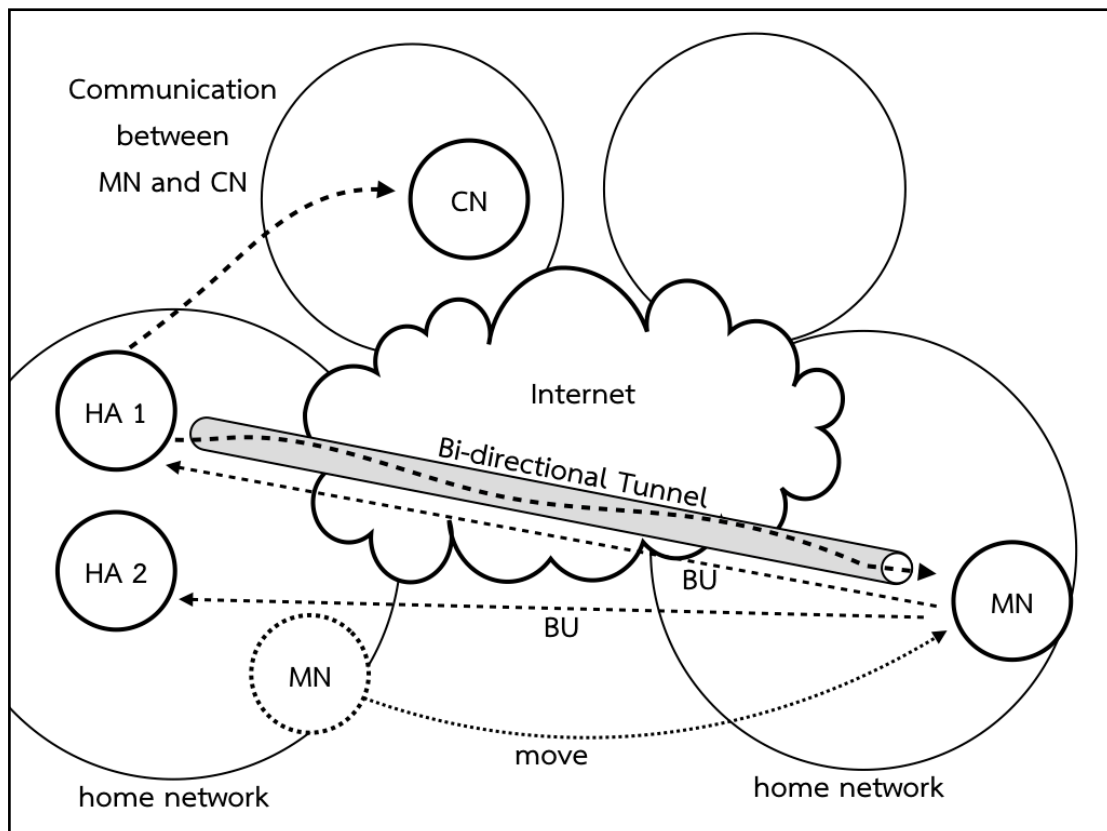 Communication
between
MN and CN
CN
Internet
HA 1
Bi-directional Tunnel
HA 2
BU
MN
BU
MN
move
home network
home network